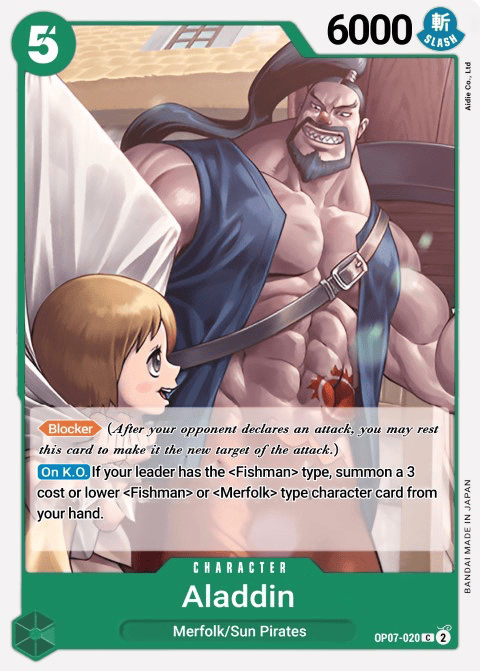 5
6000
斬
SLASH
Aidie Co., Ltd
Blocker (After your opponent declares an attack, you may rest
this card to make it the new target of the attack.)
On K.O. If your leader has the <Fishman> type, summon a 3
cost or lower <Fishman> or <Merfolk> type character card from
your hand.
BANDAI MADE IN JAPAN
CHARACTER
Aladdin
Merfolk/Sun Pirates
OP07-020 C 2